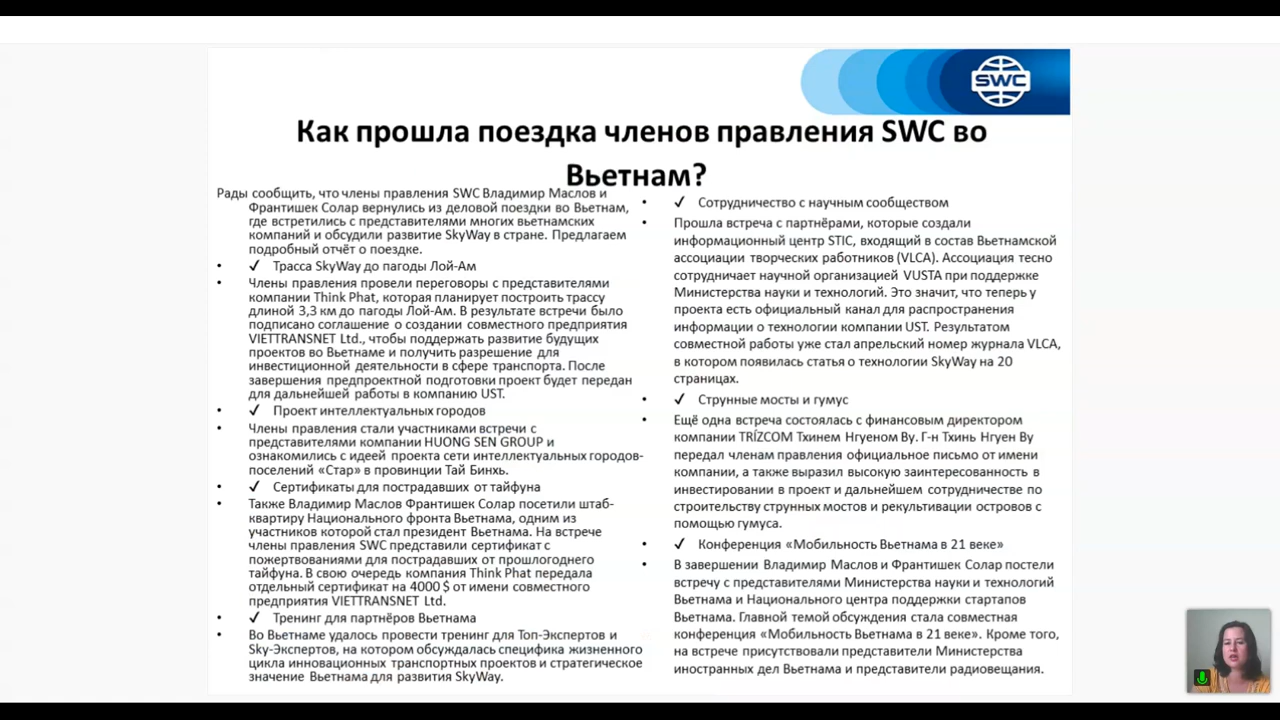 SWC
Как прошла поездка членов правления SWC во
Вьетнам?
Рады сообщить, что члены правления SWC Владимир Маслов и
Франтишек Солар вернулись из деловой поездки во Вьетнам,
где встретились с представителями многих вьетнамских
компаний и обсудили развитие SkyWay в стране. Предлагаем
подробный отчёт о поездке.
• ✓ Трасса SkyWay до пагоды Лой-Ам
• Члены правления провели переговоры с представителями
компании Think Phat, которая планирует построить трассу
длиной 3,3 км до пагоды Лой-Ам. В результате встречи было
подписано соглашение о создании совместного предприятия
VIETTRANSNET Ltd., чтобы поддержать развитие будущих
проектов во Вьетнаме и получить разрешение для
инвестиционной деятельности в сфере транспорта. После
завершения предпроектной подготовки проект будет передан
для дальнейшей работы в компанию UST.
• ✓ Проект интеллектуальных городов
• Члены правления стали участниками встречи с
представителями компании HUONG SEN GROUP и
ознакомились с идеей проекта сети интеллектуальных городов-
поселений «Стар» в провинции Тай Бинхь.
• ✓ Сертификаты для пострадавших от тайфуна
• Также Владимир Маслов Франтишек Солар посетили штаб-
квартиру Национального фронта Вьетнама, одним из
участников которой стал президент Вьетнама. На встрече
члены правления SWC представили сертификат с
пожертвованиями для пострадавших от прошлогоднего
тайфуна. В свою очередь компания Think Phat передала
отдельный сертификат на 4000 $ от имени совместного
предприятия VIETTRANSNET Ltd.
• ✓ Тренинг для партнёров Вьетнама
• Во Вьетнаме удалось провести тренинг для Топ-Экспертов и
Sky-Экспертов, на котором обсуждалась специфика жизненного
цикла инновационных транспортных проектов и стратегическое
значение Вьетнама для развития SkyWay.
• ✓ Сотрудничество с научным сообществом
• Прошла встреча с партнёрами, которые создали
информационный центр STIC, входящий в состав Вьетнамской
ассоциации творческих работников (VLCA). Ассоциация тесно
сотрудничает научной организацией VUSTA при поддержке
Министерства науки и технологий. Это значит, что теперь у
проекта есть официальный канал для распространения
информации о технологии компании UST. Результатом
совместной работы уже стал апрельский номер журнала VLCA,
в котором появилась статья о технологии SkyWay на 20
страницах.
• ✓ Струнные мосты и гумус
• Ещё одна встреча состоялась с финансовым директором
компании TRÍZCOM Тхинем Нгуеном Ву. Г-н Тхинь Нгуен Ву
передал членам правления официальное письмо от имени
компании, а также выразил высокую заинтересованность в
инвестировании в проект и дальнейшем сотрудничестве по
строительству струнных мостов и рекультивации островов с
помощью гумуса.
• ✓ Конференция «Мобильность Вьетнама в 21 веке»
• В завершении Владимир Маслов и Франтишек Солар постели
встречу с представителями Министерства науки и технологий
Вьетнама и Национального центра поддержки стартапов
Вьетнама. Главной темой обсуждения стала совместная
конференция «Мобильность Вьетнама в 21 веке». Кроме того,
на встрече присутствовали представители Министерства
иностранных дел Вьетнама и представители радиовещания.